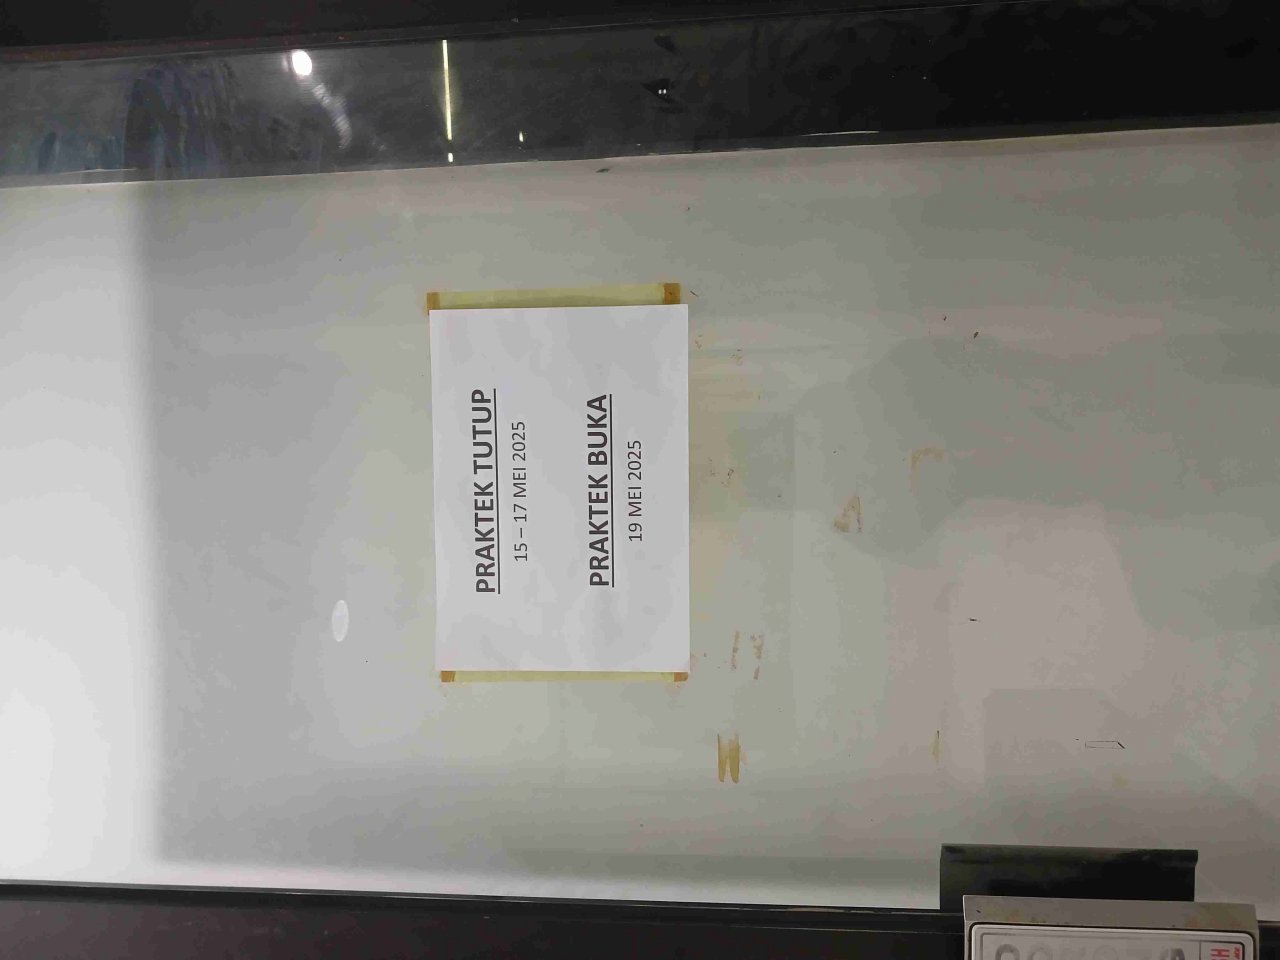 PRAKTEK TUTUP
15 – 17 MEI 2025
PRAKTEK BUKA
19 MEI 2025